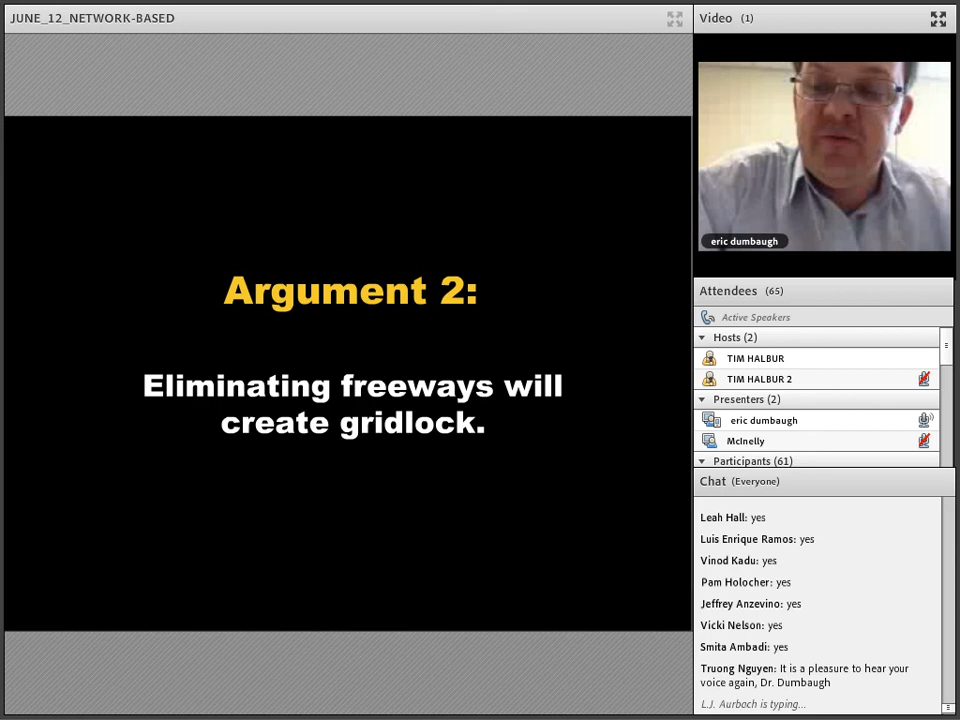 JUNE_12_NETWORK-BASED
Argument 2:
Eliminating freeways will
create gridlock.
Video (1)
eric dumbaugh
Attendees (65)
Active Speakers
Hosts (2)
TIM HALBUR
TIM HALBUR 2
Presenters (2)
eric dumbaugh
McInelly
Participants (61)
Chat (Everyone)
Leah Hall: yes
Luis Enrique Ramos: yes
Vinod Kadu: yes
Pam Holocher: yes
Jeffrey Anzevino: yes
Vicki Nelson: yes
Smita Ambadi: yes
Truong Nguyen: It is a pleasure to hear your
voice again, Dr. Dumbaugh
L.J. Aurbach is typing...